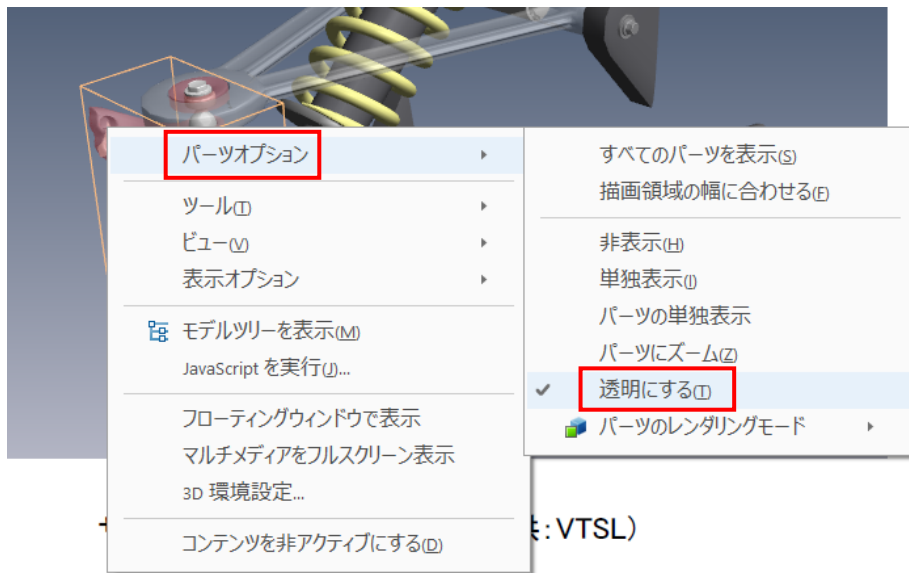 パーツオプション
ツール(T)
ビュー(V)
表示オプション
モデルツリーを表示(M)
JavaScript を実行(J)...
フローティングウィンドウで表示
マルチメディアをフルスクリーン表示
3D 環境設定...
コンテンツを非アクティブにする(D)
すべてのパーツを表示(S)
描画領域の幅に合わせる(F)
非表示(H)
単独表示(I)
パーツの単独表示
パーツにズーム(Z)
透明にする(T)
パーツのレンダリングモード
:VTSL)